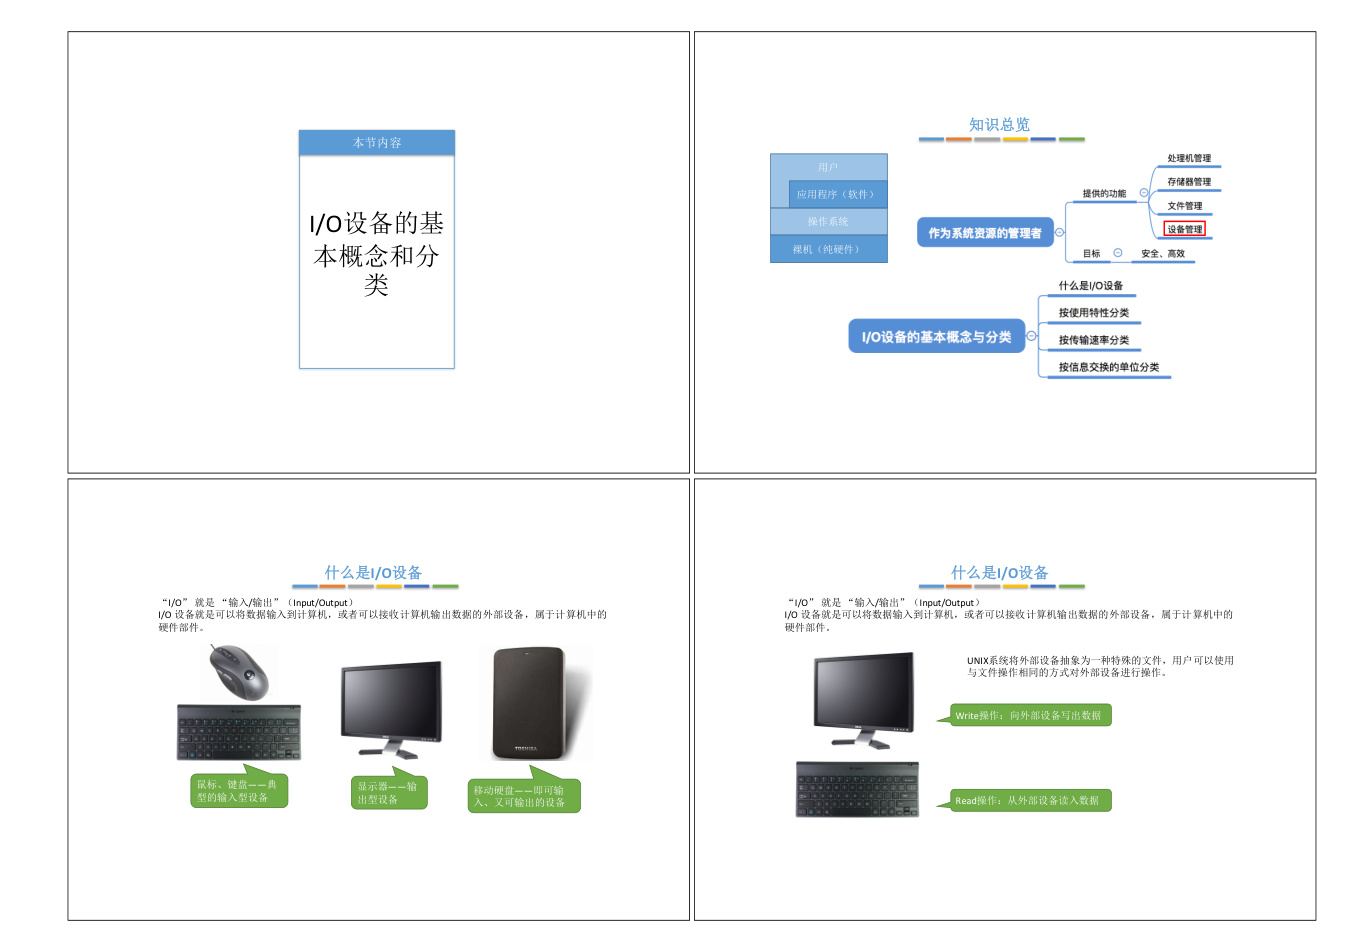 本节内容
I/O设备的基
本概念和分
类
知识总览
用户
应用程序（软件）
操作系统
裸机（纯硬件）
作为系统资源的管理者
提供的功能
处理机管理
存储器管理
文件管理
设备管理
目标
安全、高效
I/O设备的基本概念与分类
什么是I/O设备
按使用特性分类
按传输速率分类
按信息交换的单位分类
什么是I/O设备
“I/O” 就是 “输入/输出”（Input/Output）
I/O 设备就是可以将数据输入到计算机，或者可以接收计算机输出数据的外部设备，属于计算机中的
硬件部件。
TOSHIBA
鼠标、键盘——典
型的输入型设备
显示器——输
出型设备
移动硬盘——即可输
入、又可输出的设备
什么是I/O设备
“I/O” 就是 “输入/输出”（Input/Output）
I/O 设备就是可以将数据输入到计算机，或者可以接收计算机输出数据的外部设备，属于计算机中的
硬件部件。
UNIX系统将外部设备抽象为一种特殊的文件，用户可以使用
与文件操作相同的方式对外部设备进行操作。
Write操作：向外部设备写出数据
Read操作：从外部设备读入数据